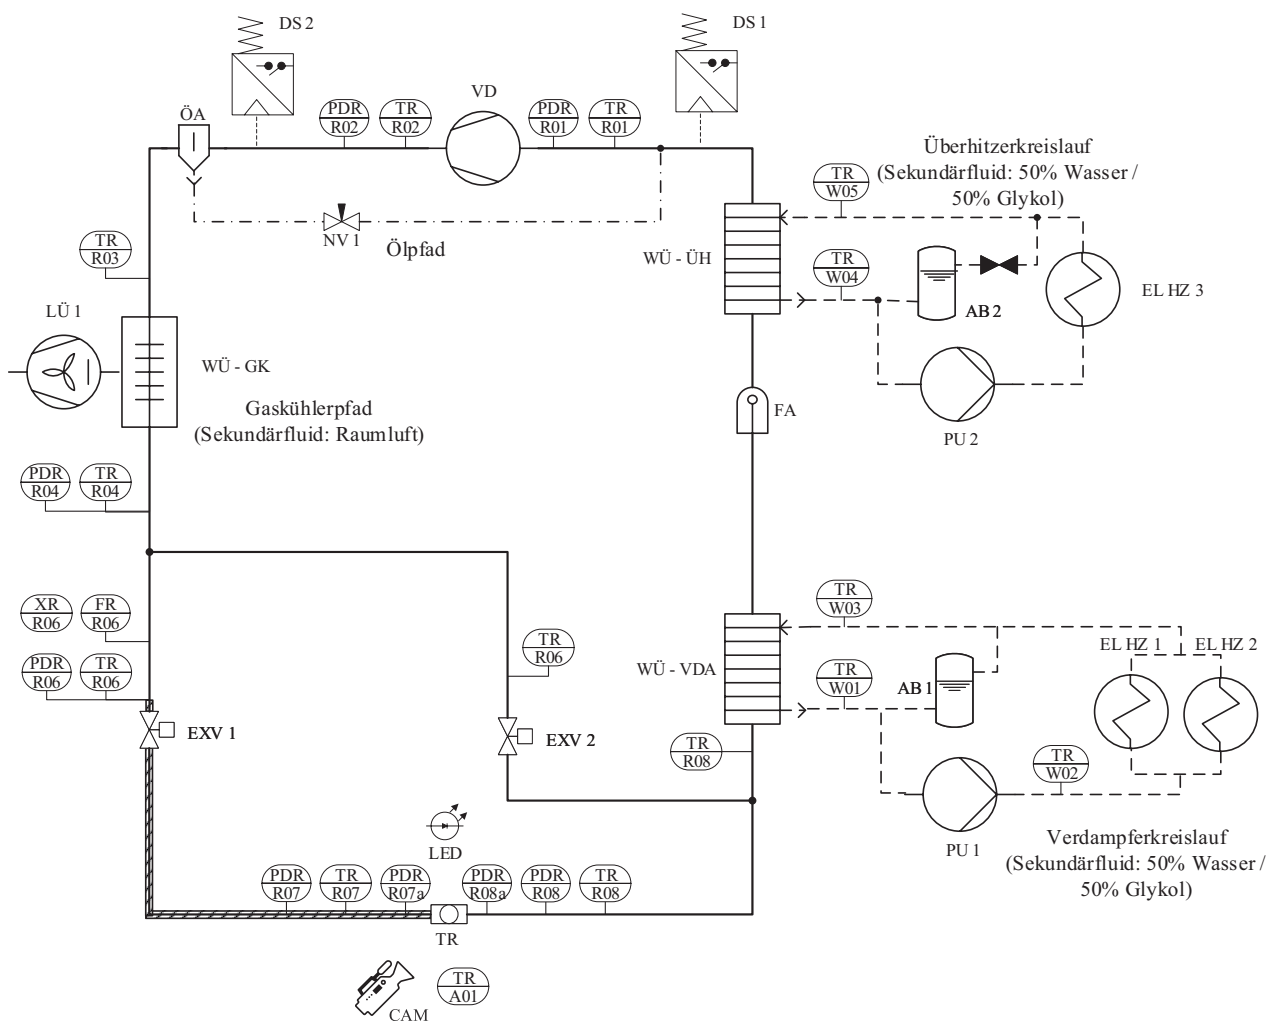 DS 2
DS 1
ÖA
PDR
R02
TR
R02
VD
PDR
R01
TR
R01
Überhitzerkreislauf
(Sekundärfluid: 50% Wasser /
50% Glykol)
TR
W05
NV 1
Ölpfad
TR
R03
WÜ - ÜH
TR
W04
AB 2
EL HZ 3
LÜ 1
WÜ - GK
Gaskühlerpfad
(Sekundärfluid: Raumluft)
FA
PU 2
PDR
R04
TR
R04
XR
R06
FR
R06
PDR
R06
TR
R06
TR
R06
WÜ - VDA
TR
W03
TR
W01
AB 1
EL HZ 1
EL HZ 2
EXV 1
EXV 2
TR
R08
TR
W02
PU 1
Verdampferkreislauf
(Sekundärfluid: 50% Wasser /
50% Glykol)
LED
PDR
R07
TR
R07
PDR
R07a
PDR
R08a
PDR
R08
TR
R08
TR
CAM
TR
A01